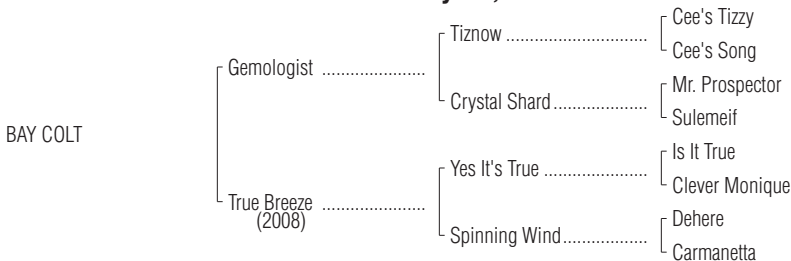 Cee's Tizzy
Tiznow ..............................
Cee's Song
Gemologist ......................
Mr. Prospector
Crystal Shard....................
Sulemeif
BAY COLT
Is It True
Yes It's True ......................
Clever Monique
True Breeze ......................
(2008)
Dehere
Spinning Wind..................
Carmanetta